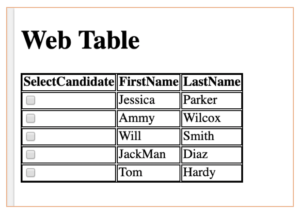 Web Table
SelectCandidate FirstName LastName
Jessica Parker
Ammy Wilcox
Will Smith
JackMan Diaz
Tom Hardy